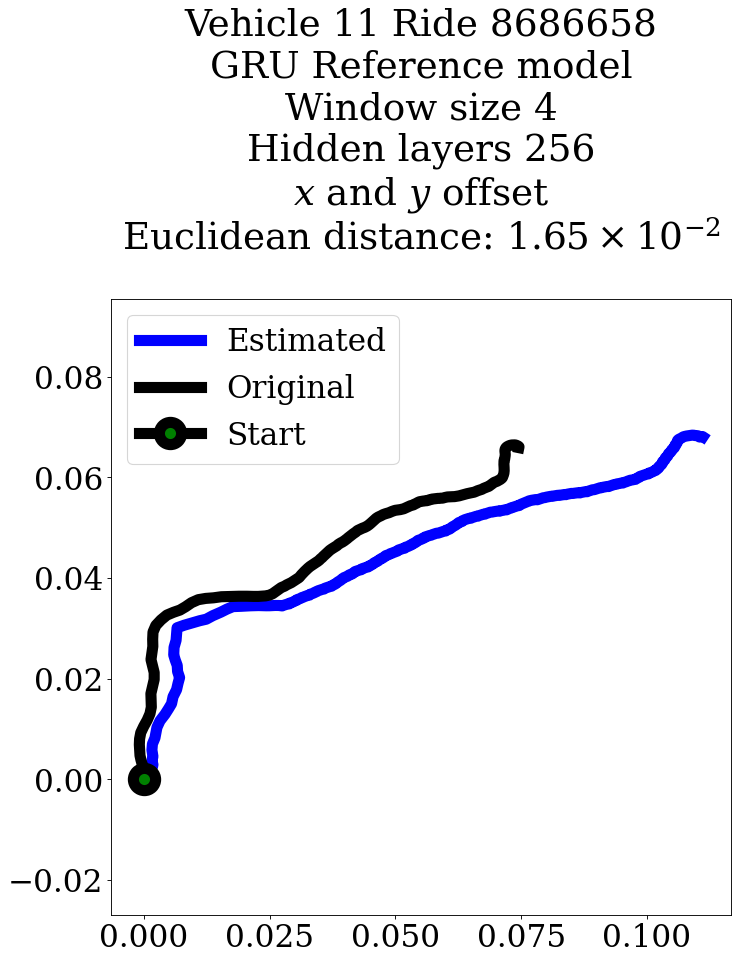 Vehicle 11 Ride 8686658
GRU Reference model
Window size 4
Hidden layers 256
x and y offset
Euclidean distance: 1.65 × 10⁻²
Estimated
Original
Start
0.08
0.06
0.04
0.02
0.00
−0.02
0.000 0.025 0.050 0.075 0.100